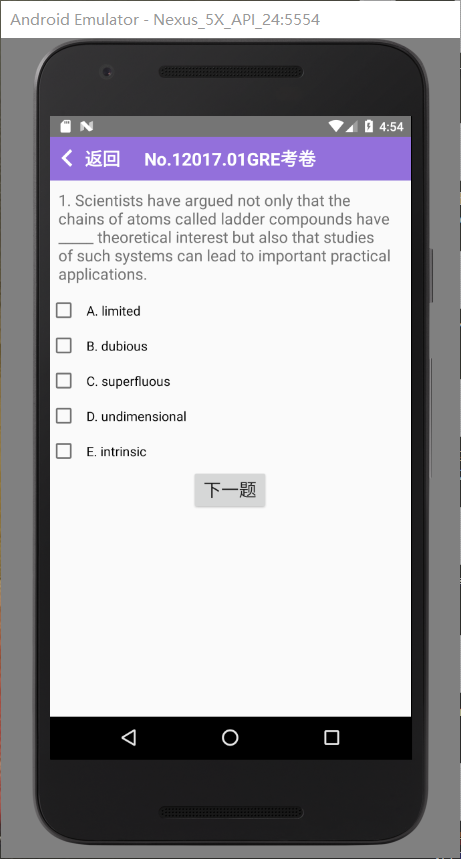 Android Emulator - Nexus_5X_API_24:5554
4:54
返回 No.12017.01GRE考卷
1. Scientists have argued not only that the
chains of atoms called ladder compounds have
_____ theoretical interest but also that studies
of such systems can lead to important practical
applications.
A. limited
B. dubious
C. superfluous
D. undimensional
E. intrinsic
下一题